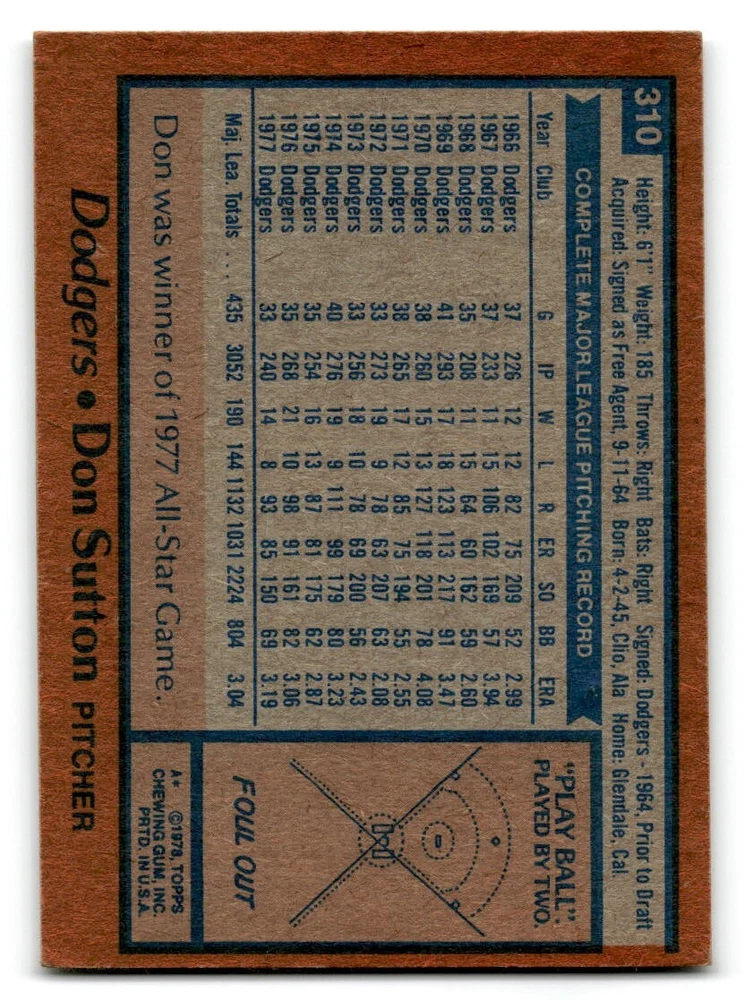 310
Height: 6'1" Weight: 185 Throws: Right Bats: Right Signed: Dodgers - 1964, Prior to Draft
Acquired: Signed as Free Agent, 9-11-64 Born: 4-2-45, Clio, Ala Home: Glendale, Cal.
COMPLETE MAJOR LEAGUE PITCHING RECORD
Year Club G IP W L R ER SO BB ERA
1966 Dodgers 37 226 12 12 82 75 209 52 2.99
1967 Dodgers 37 233 11 15 106 102 169 57 3.94
1968 Dodgers 35 208 11 15 64 60 162 59 2.60
1969 Dodgers 41 293 17 18 123 113 217 91 3.47
1970 Dodgers 38 260 15 13 127 118 201 78 4.08
1971 Dodgers 38 265 17 12 85 75 194 55 2.55
1972 Dodgers 33 273 19 9 78 63 207 63 2.08
1973 Dodgers 33 256 18 10 78 69 200 56 2.43
1974 Dodgers 40 276 19 9 111 99 179 80 3.23
1975 Dodgers 35 254 16 13 87 81 175 62 2.87
1976 Dodgers 35 268 21 10 98 91 161 82 3.06
1977 Dodgers 33 240 14 8 93 85 150 69 3.19
Maj. Lea. Totals . . . 435 3052 190 144 1132 1031 2224 804 3.04
Don was winner of 1977 All-Star Game.
"PLAY BALL":
PLAYED BY TWO.
FOUL OUT
A* ©1978, TOPPS
CHEWING GUM, INC.
PRTD. IN U.S.A.
Dodgers • Don Sutton PITCHER